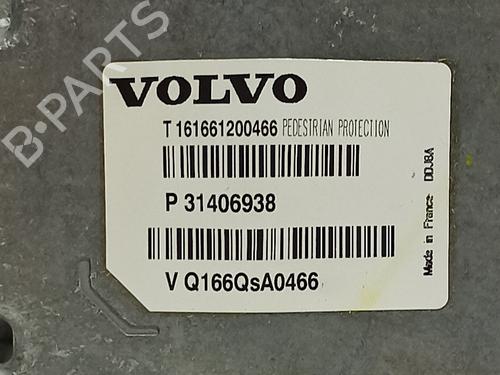 B-PARTS
VOLVO
T 161661200466 PEDESTRIAN PROTECTION
P 31406938
V Q166QsA0466
Made in France DDJ8A